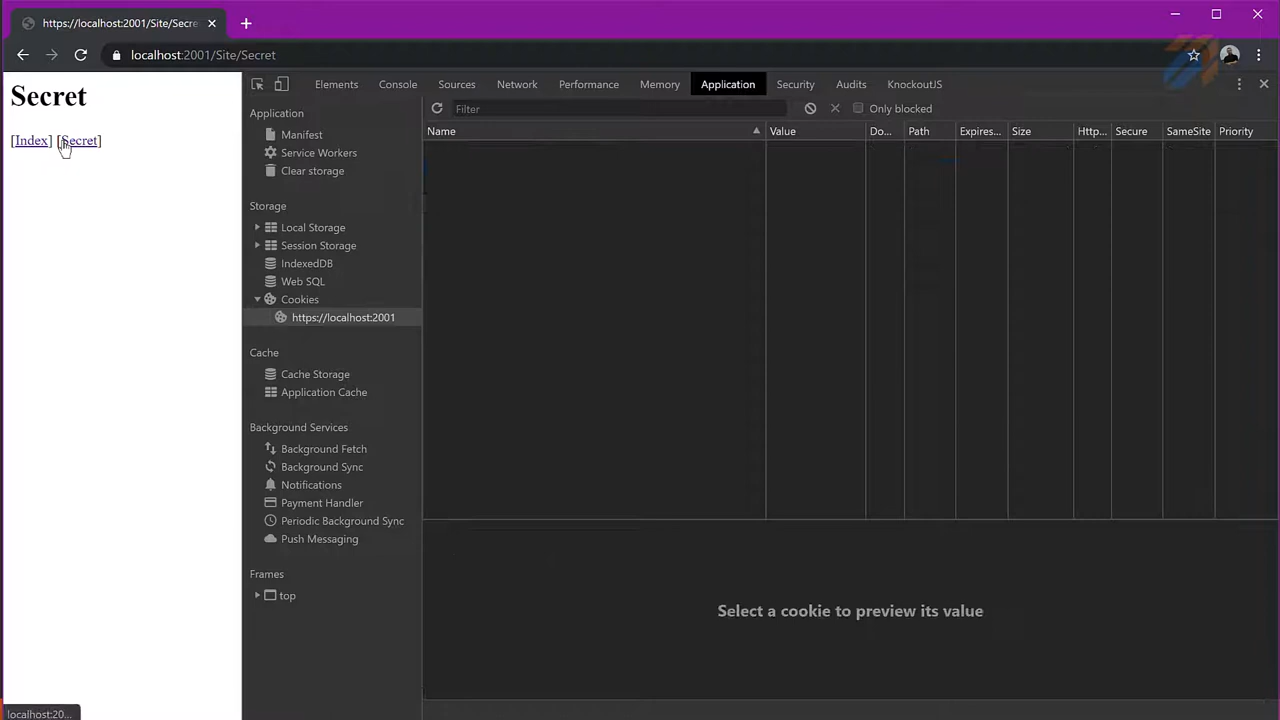 https://localhost:2001/Site/Secre
localhost:2001/Site/Secret
Secret
[Index] [Secret]
Elements Console Sources Network Performance Memory Application Security Audits KnockoutJS
Application
Manifest
Service Workers
Clear storage
Storage
Local Storage
Session Storage
IndexedDB
Web SQL
Cookies
https://localhost:2001
Cache
Cache Storage
Application Cache
Background Services
Background Fetch
Background Sync
Notifications
Payment Handler
Periodic Background Sync
Push Messaging
Frames
top
Filter
Only blocked
Name Value Do... Path Expires... Size Http... Secure SameSite Priority
Select a cookie to preview its value
localhost:20...